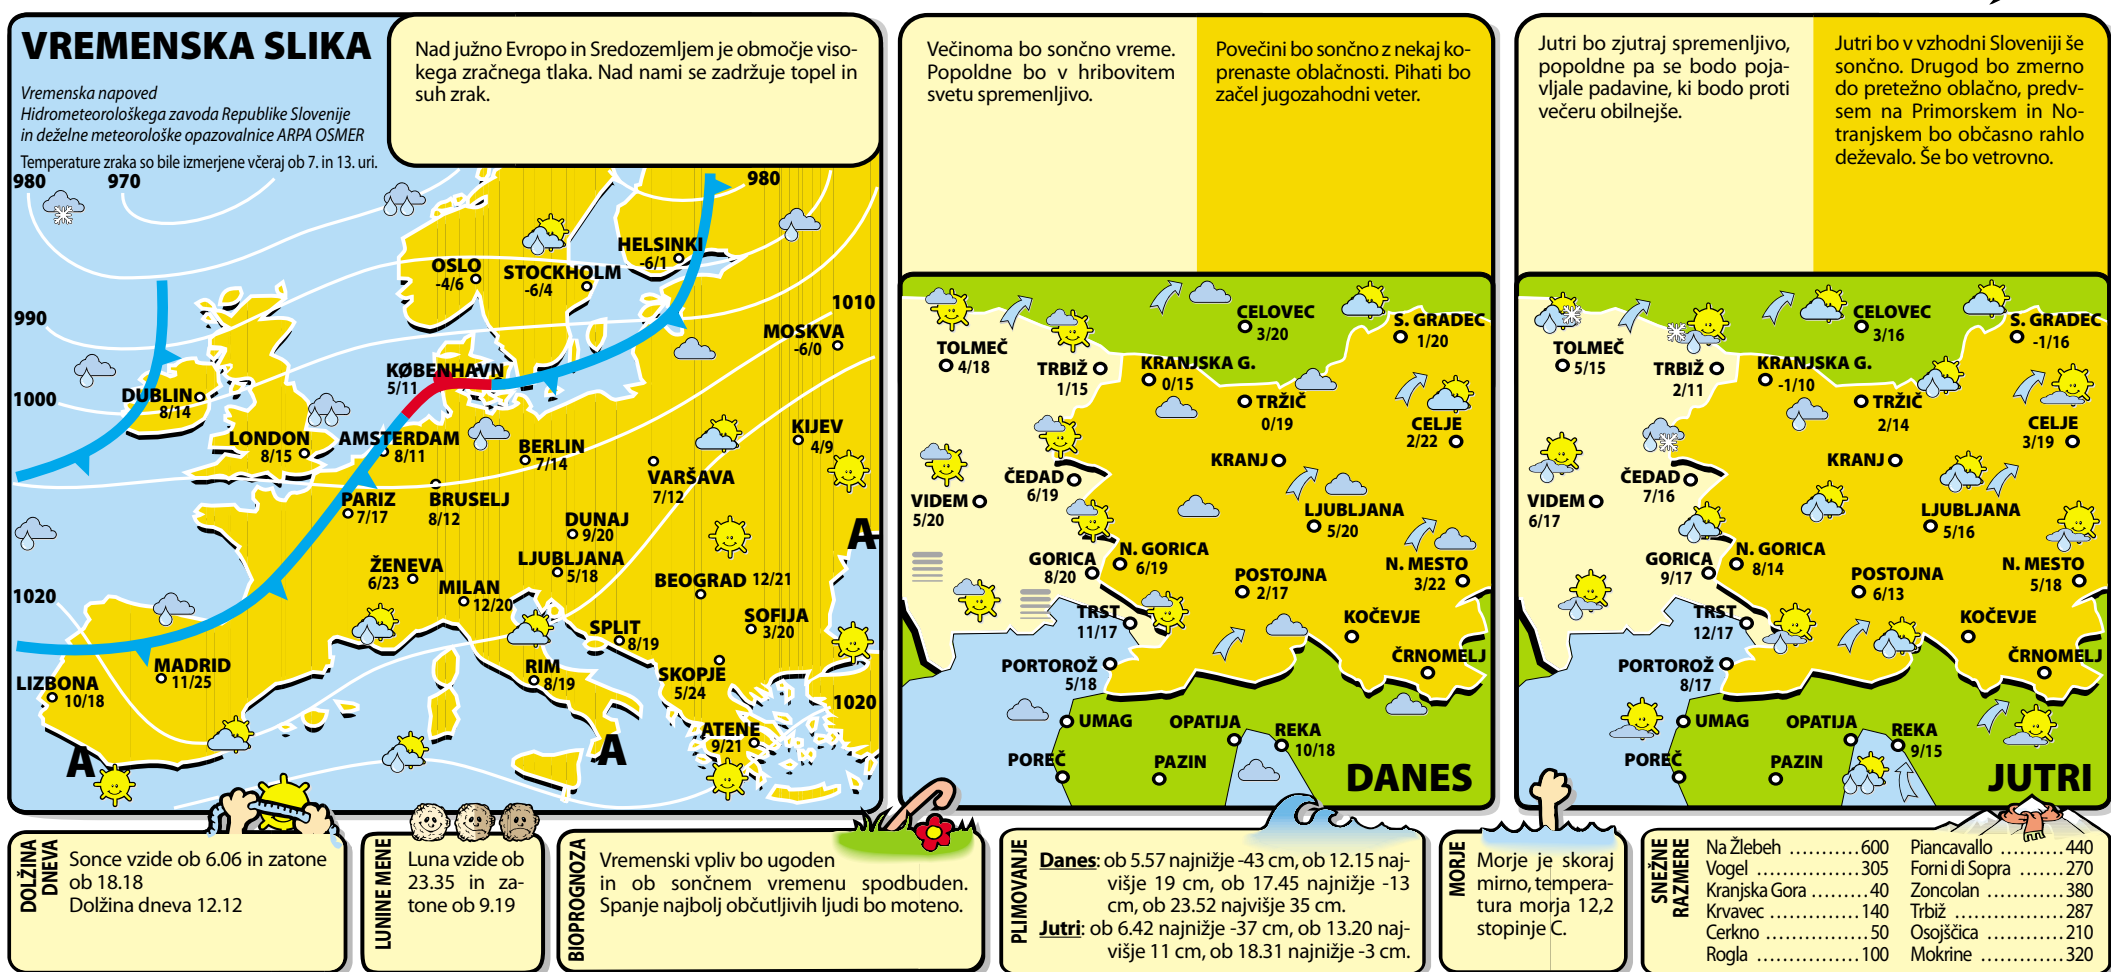 VREMENSKA SLIKA
Vremenska napoved
Hidrometeorološkega zavoda Republike Slovenije
in deželne meteorološke opazovalnice ARPA OSMER
Temperature zraka so bile izmerjene včeraj ob 7. in 13. uri.
Nad južno Evropo in Sredozemljem je območje viso-
kega zračnega tlaka. Nad nami se zadržuje topel in
suh zrak.
980
970
980
990
1000
1010
1020
1020
HELSINKI
-6/1
OSLO
-4/6
STOCKHOLM
-6/4
MOSKVA
-6/0
KØBENHAVN
5/11
DUBLIN
8/14
LONDON
8/15
AMSTERDAM
8/11
BERLIN
7/14
KIJEV
4/9
VARŠAVA
7/12
PARIZ
7/17
BRUSELJ
8/12
DUNAJ
9/20
A
ŽENEVA
6/23
LJUBLJANA
5/18
MILAN
12/20
BEOGRAD 12/21
SOFIJA
3/20
SPLIT
8/19
MADRID
11/25
RIM
8/19
SKOPJE
5/24
LIZBONA
10/18
ATENE
9/21
A
A
Večinoma bo sončno vreme.
Popoldne bo v hribovitem
svetu spremenljivo.
Povečini bo sončno z nekaj ko-
prenaste oblačnosti. Pihati bo
začel jugozahodni veter.
CELOVEC
3/20
S. GRADEC
1/20
TOLMEČ
4/18
TRBIŽ
1/15
KRANJSKA G.
0/15
TRŽIČ
0/19
CELJE
2/22
KRANJ
ČEDAD
6/19
VIDEM
5/20
LJUBLJANA
5/20
GORICA
8/20
N. GORICA
6/19
N. MESTO
3/22
POSTOJNA
2/17
TRST
11/17
KOČEVJE
PORTOROŽ
5/18
ČRNOMELJ
UMAG
OPATIJA
REKA
10/18
POREČ
PAZIN
DANES
Jutri bo zjutraj spremenljivo,
popoldne pa se bodo poja-
vljale padavine, ki bodo proti
večeru obilnejše.
Jutri bo v vzhodni Sloveniji še
sončno. Drugod bo zmerno
do pretežno oblačno, predv-
sem na Primorskem in No-
tranjskem bo občasno rahlo
deževalo. Še bo vetrovno.
CELOVEC
3/16
S. GRADEC
-1/16
TOLMEČ
5/15
TRBIŽ
2/11
KRANJSKA G.
-1/10
TRŽIČ
2/14
CELJE
3/19
KRANJ
ČEDAD
7/16
VIDEM
6/17
LJUBLJANA
5/16
GORICA
9/17
N. GORICA
8/14
N. MESTO
5/18
POSTOJNA
6/13
TRST
12/17
KOČEVJE
PORTOROŽ
8/17
ČRNOMELJ
UMAG
OPATIJA
REKA
9/15
POREČ
PAZIN
JUTRI
DOLŽINA
DNEVA
Sonce vzide ob 6.06 in zatone
ob 18.18
Dolžina dneva 12.12
LUNINE MENE
Luna vzide ob
23.35 in za-
tone ob 9.19
BIOPROGNOZA
Vremenski vpliv bo ugoden
in ob sončnem vremenu spodbuden.
Spanje najbolj občutljivih ljudi bo moteno.
PLIMOVANJE
Danes: ob 5.57 najnižje -43 cm, ob 12.15 naj-
višje 19 cm, ob 17.45 najnižje -13
cm, ob 23.52 najvišje 35 cm.
Jutri: ob 6.42 najnižje -37 cm, ob 13.20 naj-
višje 11 cm, ob 18.31 najnižje -3 cm.
MORJE
Morje je skoraj
mirno, tempera-
tura morja 12,2
stopinje C.
SNEŽNE
RAZMERE
Na Žlebeh ...........600
Vogel ..................305
Kranjska Gora .....40
Krvavec ..............140
Cerkno .................50
Rogla .................100
Piancavallo ..........440
Forni di Sopra ......270
Zoncolan .............380
Trbiž ....................287
Osojščica .............210
Mokrine ..............320